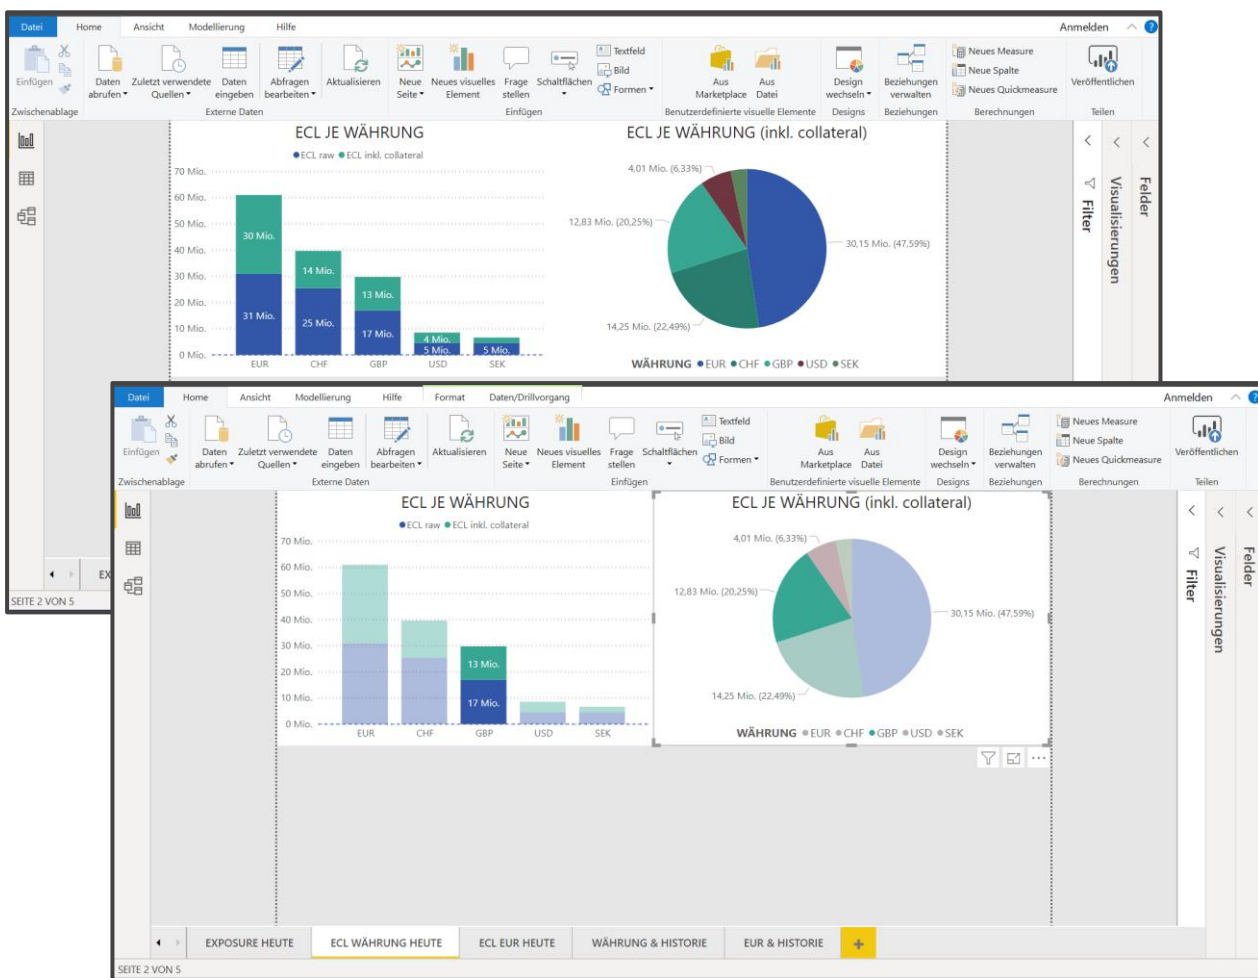 Datei Home Ansicht Modellierung Hilfe Anmelden ?
Einfügen
Daten abrufen
Zuletzt verwendete Quellen
Daten eingeben
Abfragen bearbeiten
Aktualisieren
Neue Seite
Neues visuelles Element
Frage stellen
Schaltflächen
Textfeld
Bild
Formen
Aus Marketplace
Aus Datei
Design wechseln
Beziehungen verwalten
Neues Measure
Neue Spalte
Neues Quickmeasure
Veröffentlichen
Zwischenablage Externe Daten Einfügen Benutzerdefinierte visuelle Elemente Designs Beziehungen Berechnungen Teilen
ECL JE WÄHRUNG
ECL raw ECL inkl. collateral
70 Mio.
60 Mio.
50 Mio.
40 Mio.
30 Mio.
20 Mio.
10 Mio.
0 Mio.
30 Mio.
31 Mio.
14 Mio.
25 Mio.
13 Mio.
17 Mio.
4 Mio.
5 Mio.
5 Mio.
EUR CHF GBP USD SEK
ECL JE WÄHRUNG (inkl. collateral)
4,01 Mio. (6,33%)
12,83 Mio. (20,25%)
30,15 Mio. (47,59%)
14,25 Mio. (22,49%)
WÄHRUNG EUR CHF GBP USD SEK
Filter
Visualisierungen
Felder
EX
SEITE 2 VON 5
Datei Home Ansicht Modellierung Hilfe Format Daten/Drillvorgang Anmelden ?
Einfügen
Daten abrufen
Zuletzt verwendete Quellen
Daten eingeben
Abfragen bearbeiten
Aktualisieren
Neue Seite
Neues visuelles Element
Frage stellen
Schaltflächen
Textfeld
Bild
Formen
Aus Marketplace
Aus Datei
Design wechseln
Beziehungen verwalten
Neues Measure
Neue Spalte
Neues Quickmeasure
Veröffentlichen
Zwischenablage Externe Daten Einfügen Benutzerdefinierte visuelle Elemente Designs Beziehungen Berechnungen Teilen
ECL JE WÄHRUNG
ECL raw ECL inkl. collateral
70 Mio.
60 Mio.
50 Mio.
40 Mio.
30 Mio.
20 Mio.
10 Mio.
0 Mio.
13 Mio.
17 Mio.
EUR CHF GBP USD SEK
ECL JE WÄHRUNG (inkl. collateral)
4,01 Mio. (6,33%)
12,83 Mio. (20,25%)
30,15 Mio. (47,59%)
14,25 Mio. (22,49%)
WÄHRUNG EUR CHF GBP USD SEK
Filter
Visualisierungen
Felder
EXPOSURE HEUTE ECL WÄHRUNG HEUTE ECL EUR HEUTE WÄHRUNG & HISTORIE EUR & HISTORIE +
SEITE 2 VON 5